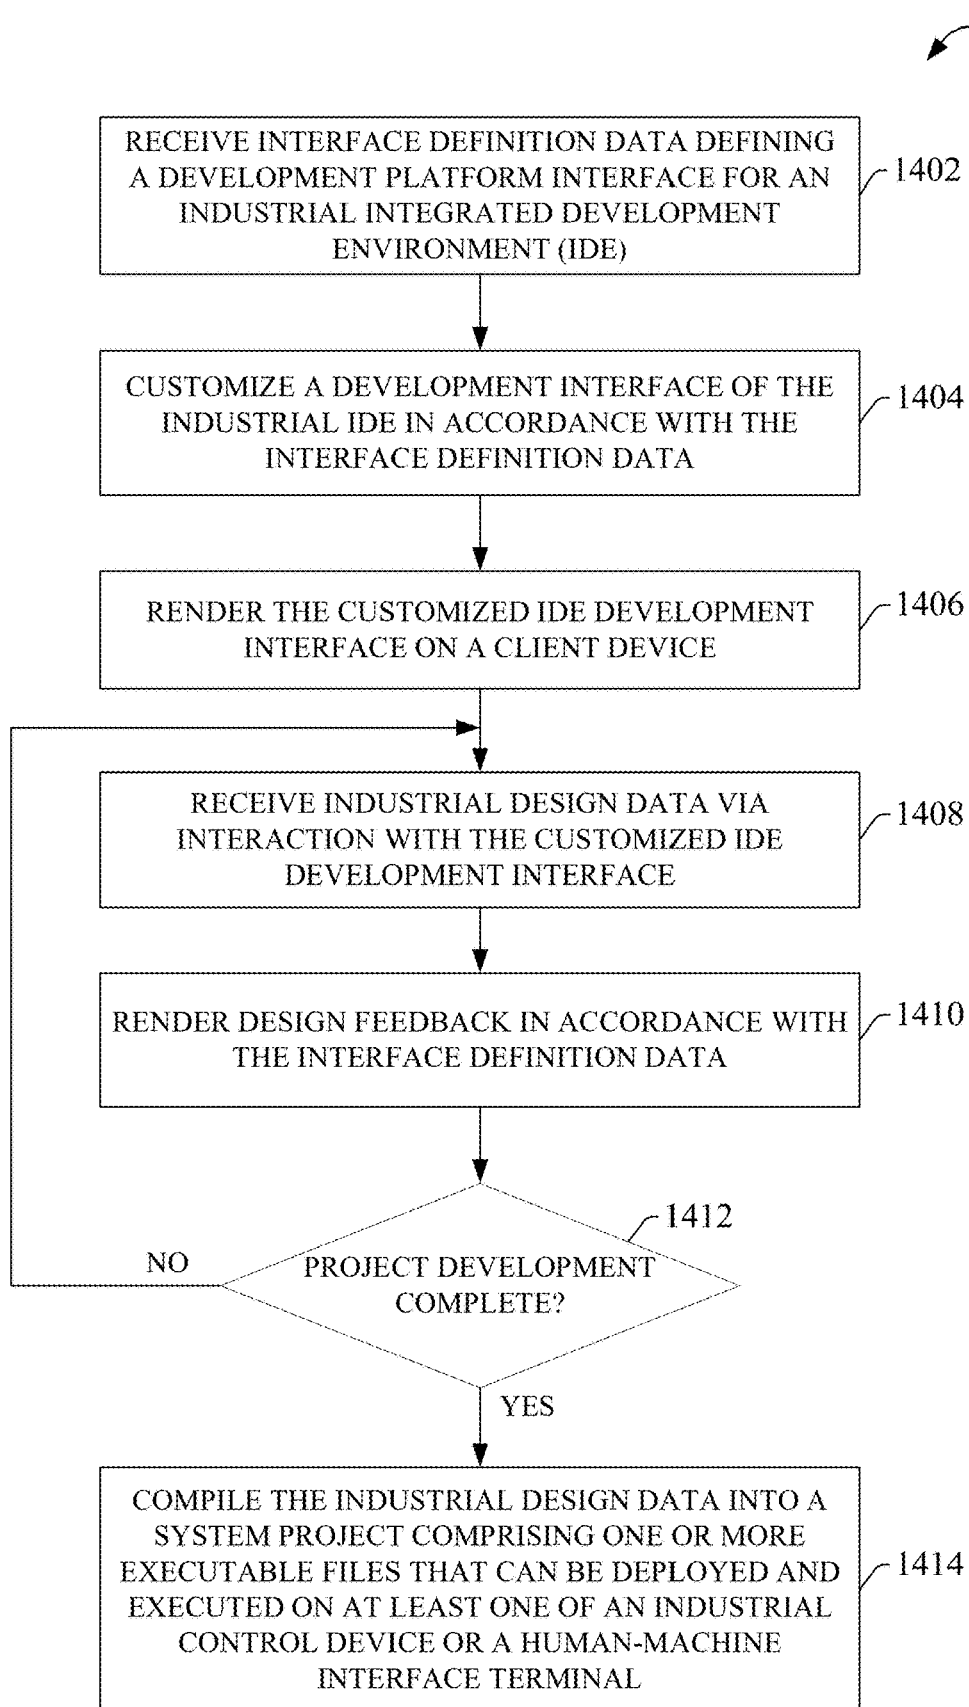 RECEIVE INTERFACE DEFINITION DATA DEFINING
A DEVELOPMENT PLATFORM INTERFACE FOR AN
INDUSTRIAL INTEGRATED DEVELOPMENT
ENVIRONMENT (IDE)
1402
CUSTOMIZE A DEVELOPMENT INTERFACE OF THE
INDUSTRIAL IDE IN ACCORDANCE WITH THE
INTERFACE DEFINITION DATA
1404
RENDER THE CUSTOMIZED IDE DEVELOPMENT
INTERFACE ON A CLIENT DEVICE
1406
RECEIVE INDUSTRIAL DESIGN DATA VIA
INTERACTION WITH THE CUSTOMIZED IDE
DEVELOPMENT INTERFACE
1408
RENDER DESIGN FEEDBACK IN ACCORDANCE WITH
THE INTERFACE DEFINITION DATA
1410
1412
NO
PROJECT DEVELOPMENT
COMPLETE?
YES
COMPILE THE INDUSTRIAL DESIGN DATA INTO A
SYSTEM PROJECT COMPRISING ONE OR MORE
EXECUTABLE FILES THAT CAN BE DEPLOYED AND
EXECUTED ON AT LEAST ONE OF AN INDUSTRIAL
CONTROL DEVICE OR A HUMAN-MACHINE
INTERFACE TERMINAL
1414